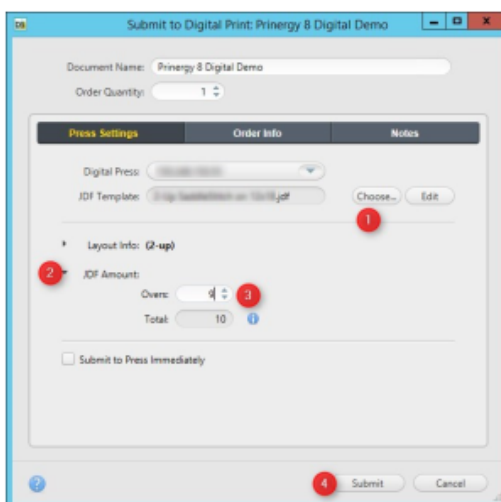 DB Submit to Digital Print: Prinergy 8 Digital Demo
Document Name: Prinergy 8 Digital Demo
Order Quantity: 1
Press Settings Order Info Notes
Digital Press:
JDF Template: .jdf Choose... Edit
1
Layout Info: (2-up)
2 JDF Amount:
Overs: 9 3
Total: 10
Submit to Press Immediately
4 Submit Cancel